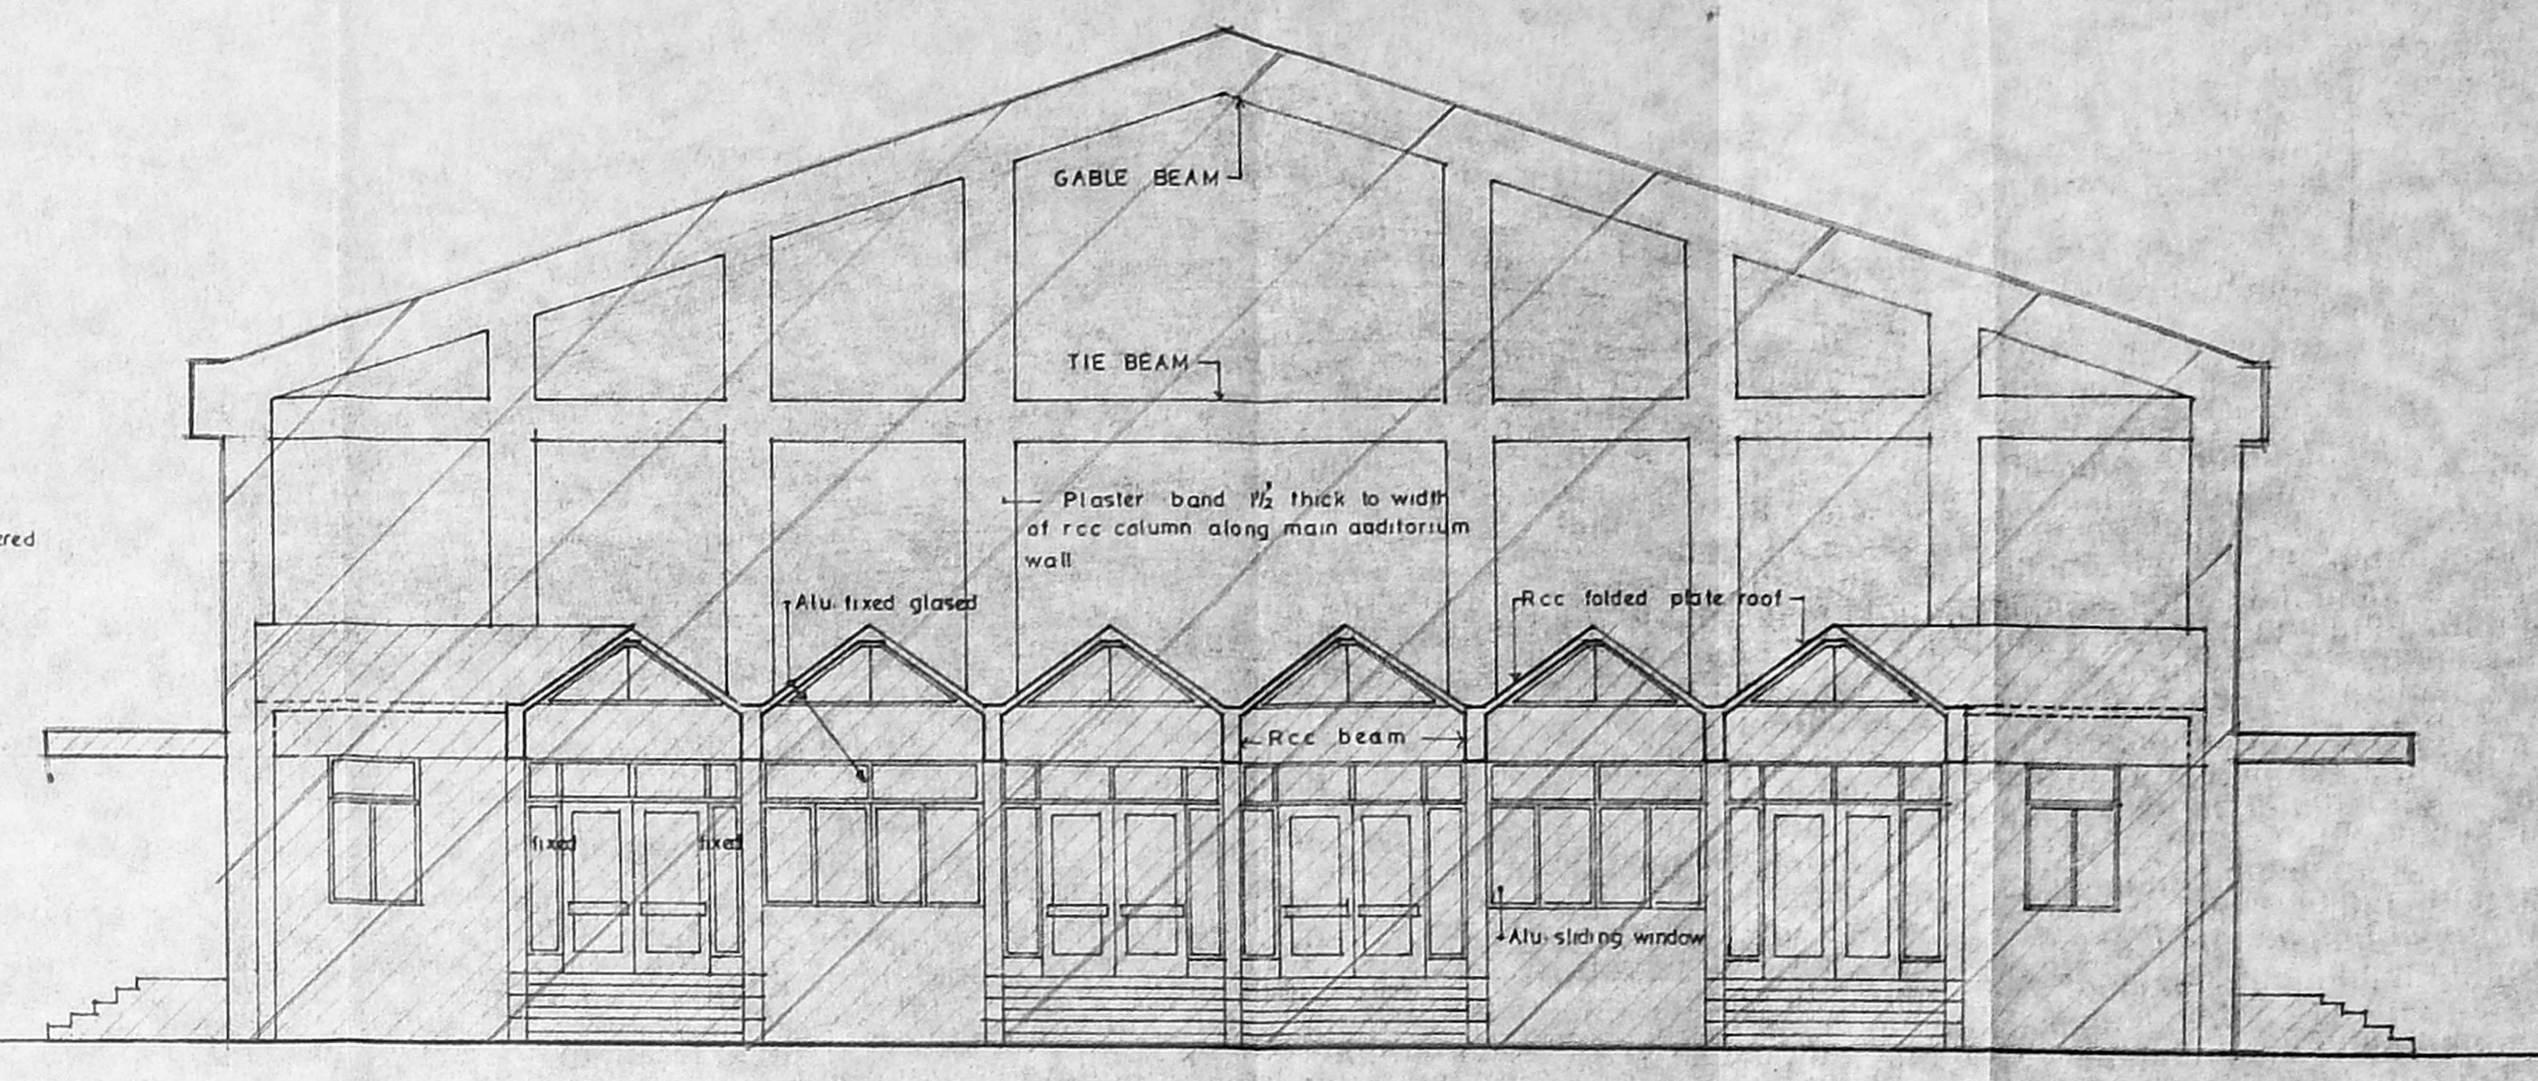 GABLE BEAM
TIE BEAM
Plaster band 1½" thick to width
of rcc column along main auditorium
wall
ered
Alu. fixed glased
Rcc folded plate roof
Rcc beam
fixed fixed
Alu. sliding window